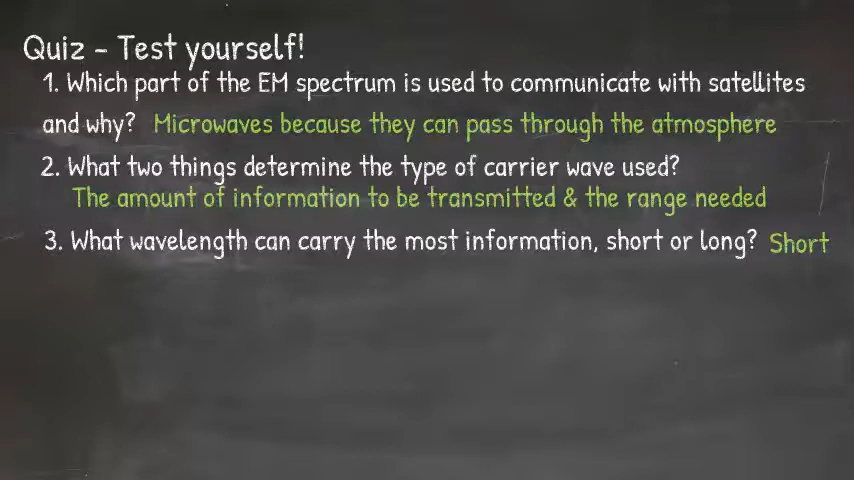 Quiz - Test yourself!
1. Which part of the EM spectrum is used to communicate with satellites
and why? Microwaves because they can pass through the atmosphere
2. What two things determine the type of carrier wave used?
The amount of information to be transmitted & the range needed
3. What wavelength can carry the most information, short or long? Short